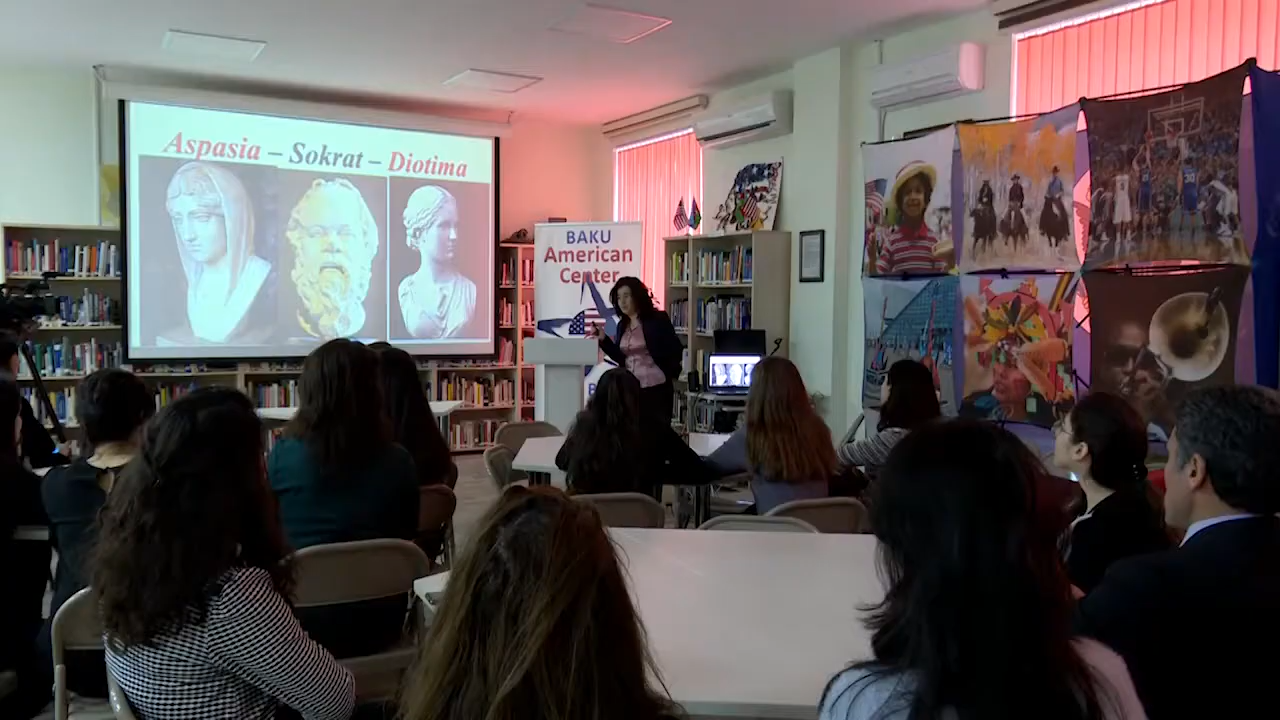 Aspasia – Sokrat – Diotima
BAKU
American
Center